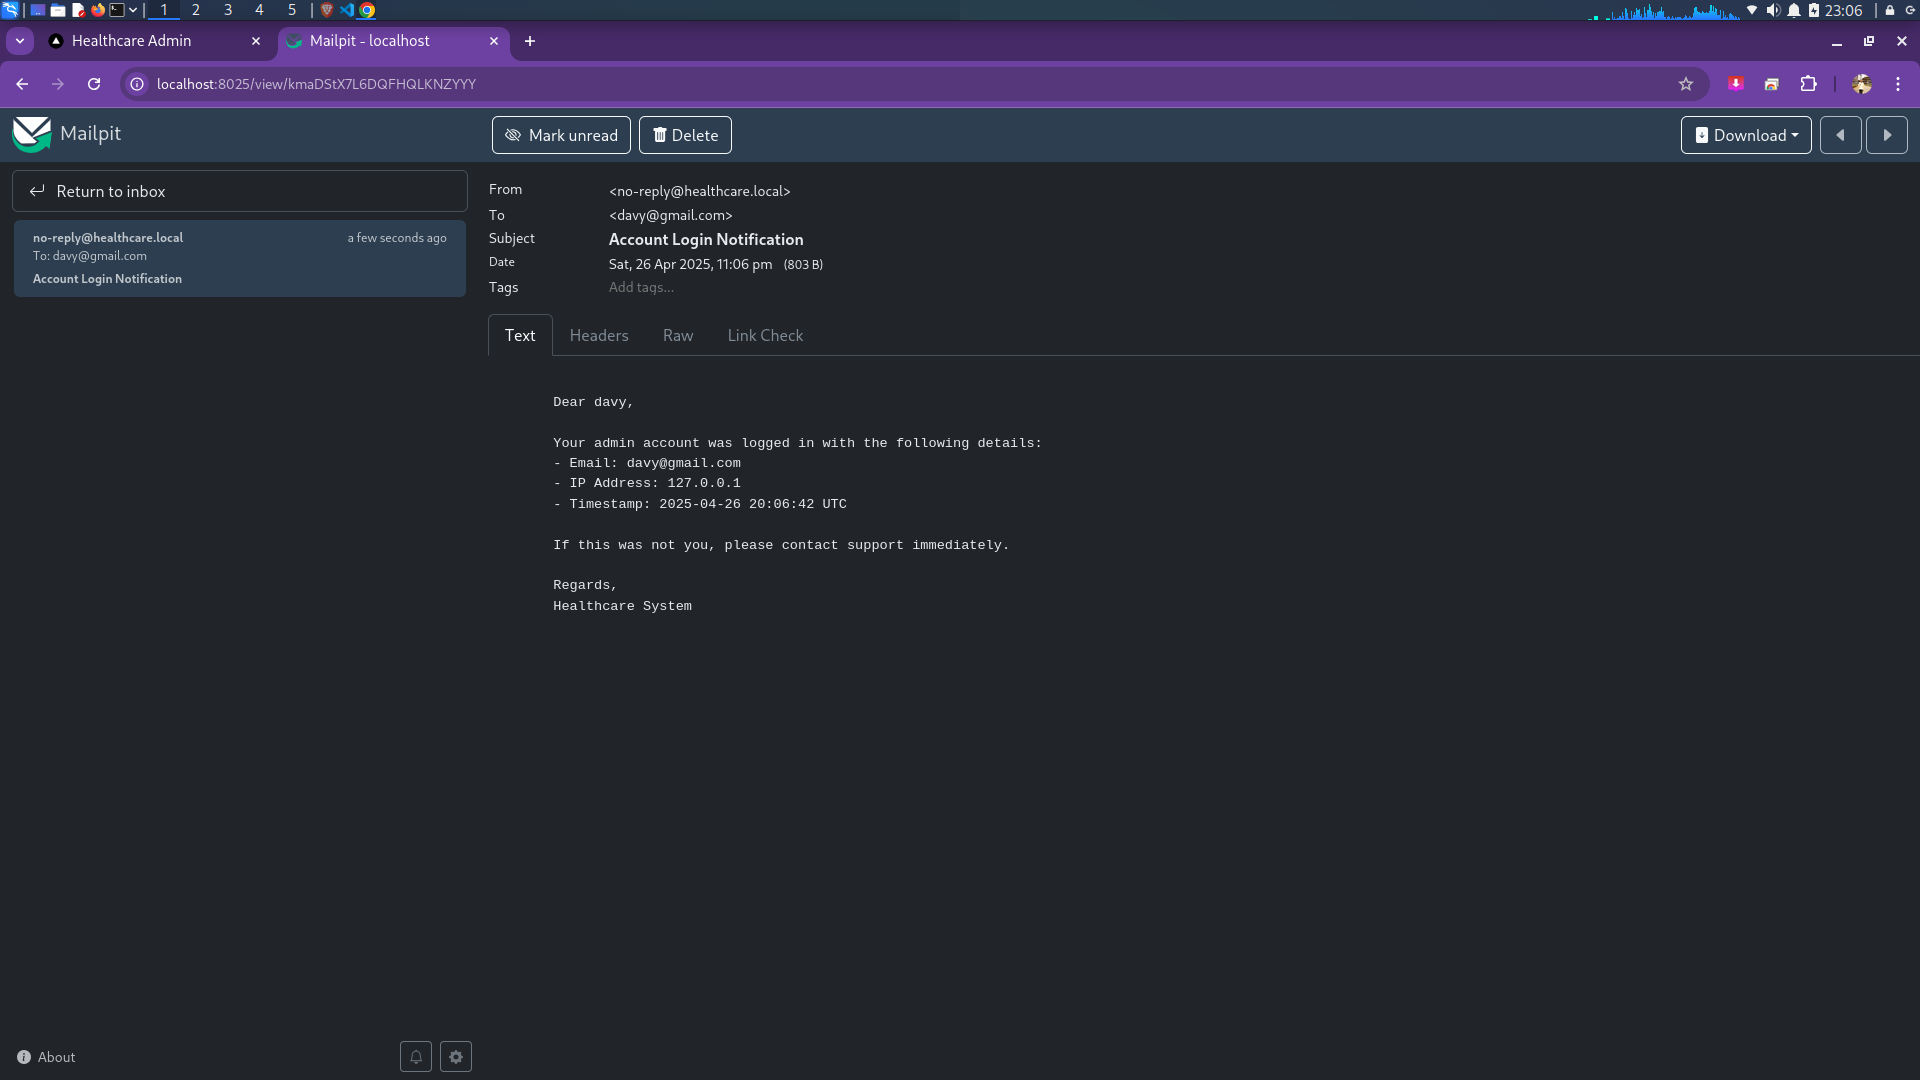 1 2 3 4 5 23:06
Healthcare Admin Mailpit - localhost
localhost:8025/view/kmaDStX7L6DQFHQLKNZYYY
Mailpit Mark unread Delete Download
Return to inbox
no-reply@healthcare.local a few seconds ago
To: davy@gmail.com
Account Login Notification
From <no-reply@healthcare.local>
To <davy@gmail.com>
Subject Account Login Notification
Date Sat, 26 Apr 2025, 11:06 pm (803 B)
Tags Add tags...
Text Headers Raw Link Check
Dear davy,
Your admin account was logged in with the following details:
- Email: davy@gmail.com
- IP Address: 127.0.0.1
- Timestamp: 2025-04-26 20:06:42 UTC
If this was not you, please contact support immediately.
Regards,
Healthcare System
About